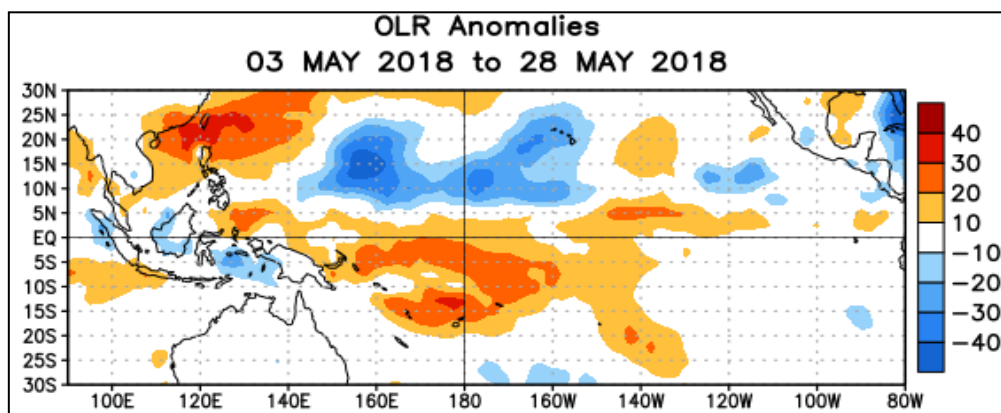 OLR Anomalies
03 MAY 2018 to 28 MAY 2018
30N
25N
20N
15N
10N
5N
EQ
5S
10S
15S
20S
25S
30S
100E 120E 140E 160E 180 160W 140W 120W 100W 80W
40
30
20
10
-10
-20
-30
-40